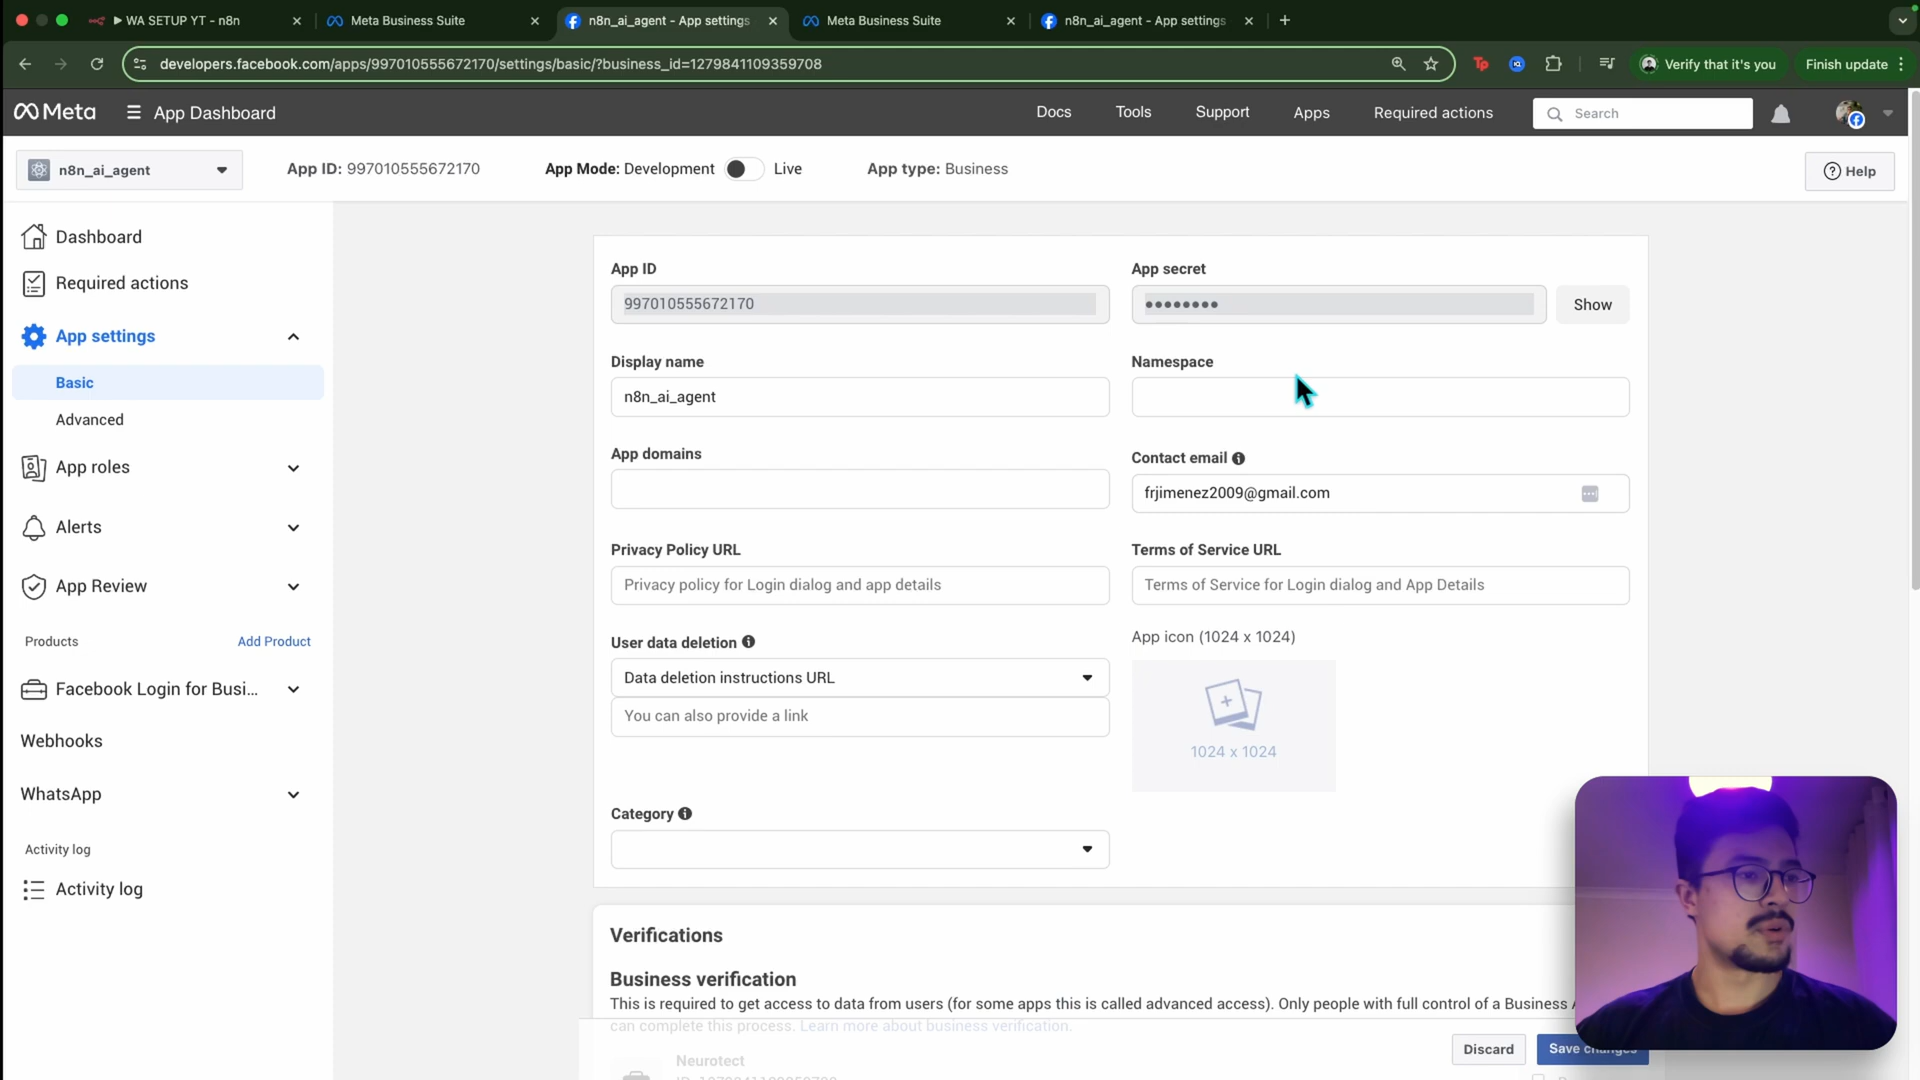 WA SETUP YT - n8n
Meta Business Suite
n8n_ai_agent - App settings
Meta Business Suite
n8n_ai_agent - App settings
developers.facebook.com/apps/997010555672170/settings/basic/?business_id=1279841109359708
Verify that it's you
Finish update
Meta
App Dashboard
Docs
Tools
Support
Apps
Required actions
Search
n8n_ai_agent
App ID: 997010555672170
App Mode: Development
Live
App type: Business
Help
Dashboard
Required actions
App settings
Basic
Advanced
App roles
Alerts
App Review
Products
Add Product
Facebook Login for Busi...
Webhooks
WhatsApp
Activity log
Activity log
App ID
997010555672170
App secret
••••••••
Show
Display name
n8n_ai_agent
Namespace
App domains
Contact email
frjimenez2009@gmail.com
Privacy Policy URL
Privacy policy for Login dialog and app details
Terms of Service URL
Terms of Service for Login dialog and App Details
User data deletion
Data deletion instructions URL
You can also provide a link
App icon (1024 x 1024)
1024 x 1024
Category
Verifications
Business verification
This is required to get access to data from users (for some apps this is called advanced access). Only people with full control of a Business
can complete this process. Learn more about business verification.
Neurotect
Discard
Save changes